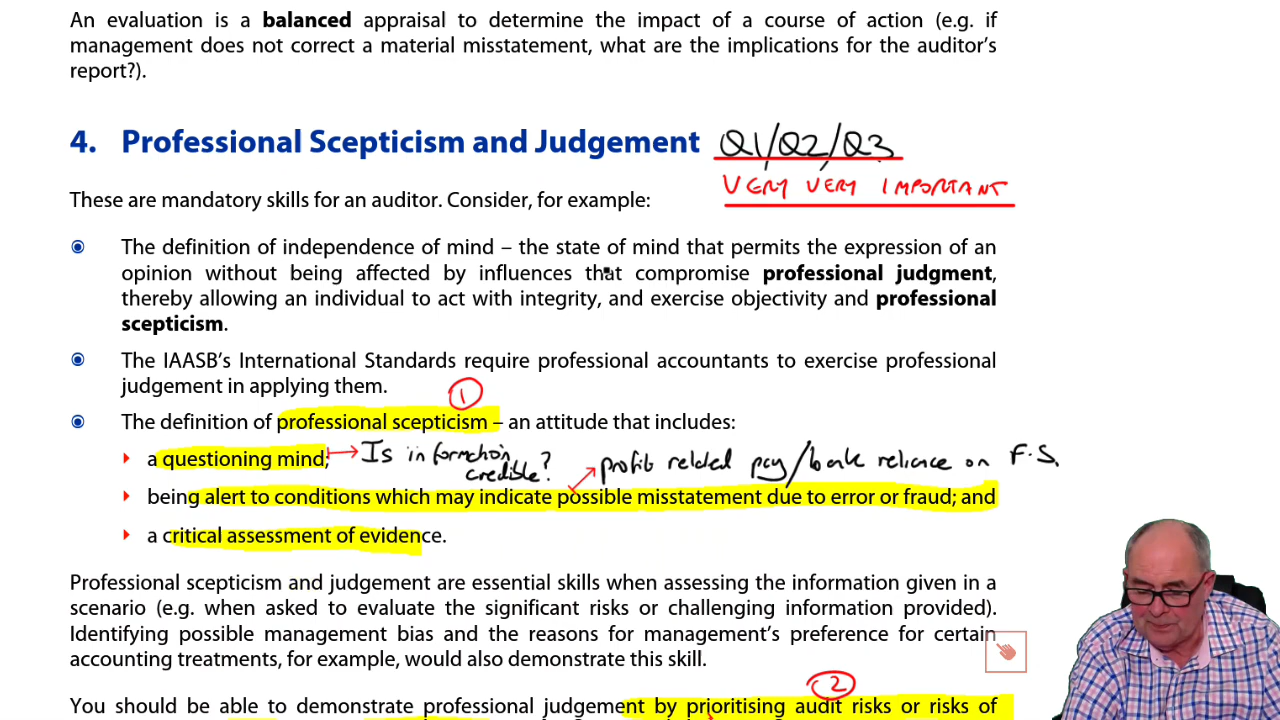 An evaluation is a balanced appraisal to determine the impact of a course of action (e.g. if
management does not correct a material misstatement, what are the implications for the auditor's
report?).
4. Professional Scepticism and Judgement Q1/Q2/Q3
VERY VERY IMPORTANT
These are mandatory skills for an auditor. Consider, for example:
The definition of independence of mind – the state of mind that permits the expression of an
opinion without being affected by influences that compromise professional judgment,
thereby allowing an individual to act with integrity, and exercise objectivity and professional
scepticism.
The IAASB's International Standards require professional accountants to exercise professional
judgement in applying them.
1
The definition of professional scepticism – an attitude that includes:
a questioning mind; Is information credible? profit related pay/bank reliance on F.S.
being alert to conditions which may indicate possible misstatement due to error or fraud; and
a critical assessment of evidence.
Professional scepticism and judgement are essential skills when assessing the information given in a
scenario (e.g. when asked to evaluate the significant risks or challenging information provided).
Identifying possible management bias and the reasons for management's preference for certain
accounting treatments, for example, would also demonstrate this skill.
2
You should be able to demonstrate professional judgement by prioritising audit risks or risks of